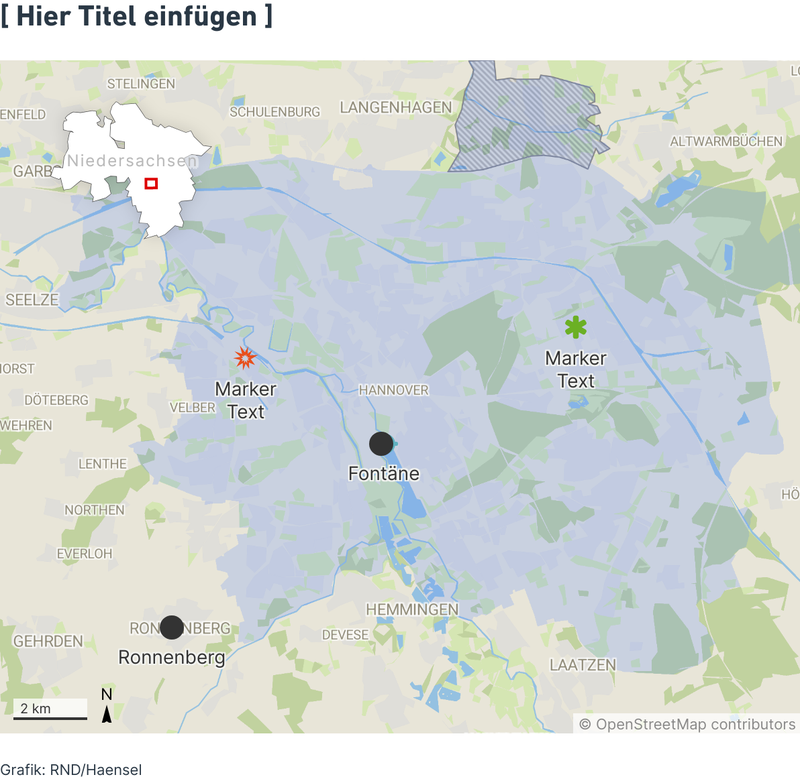 [ Hier Titel einfügen ]
STELINGEN
ENFELD
SCHULENBURG
LANGENHAGEN
ALTWARMBÜCHEN
Niedersachsen
GARB
SEELZE
Marker
Text
Marker
Text
HANNOVER
VELBER
DÖTEBERG
WEHREN
Fontäne
LENTHE
HÖ
NORTHEN
EVERLOH
HEMMINGEN
RONNENBERG
DEVESE
GEHRDEN
Ronnenberg
LAATZEN
N
2 km
© OpenStreetMap contributors
Grafik: RND/Haensel